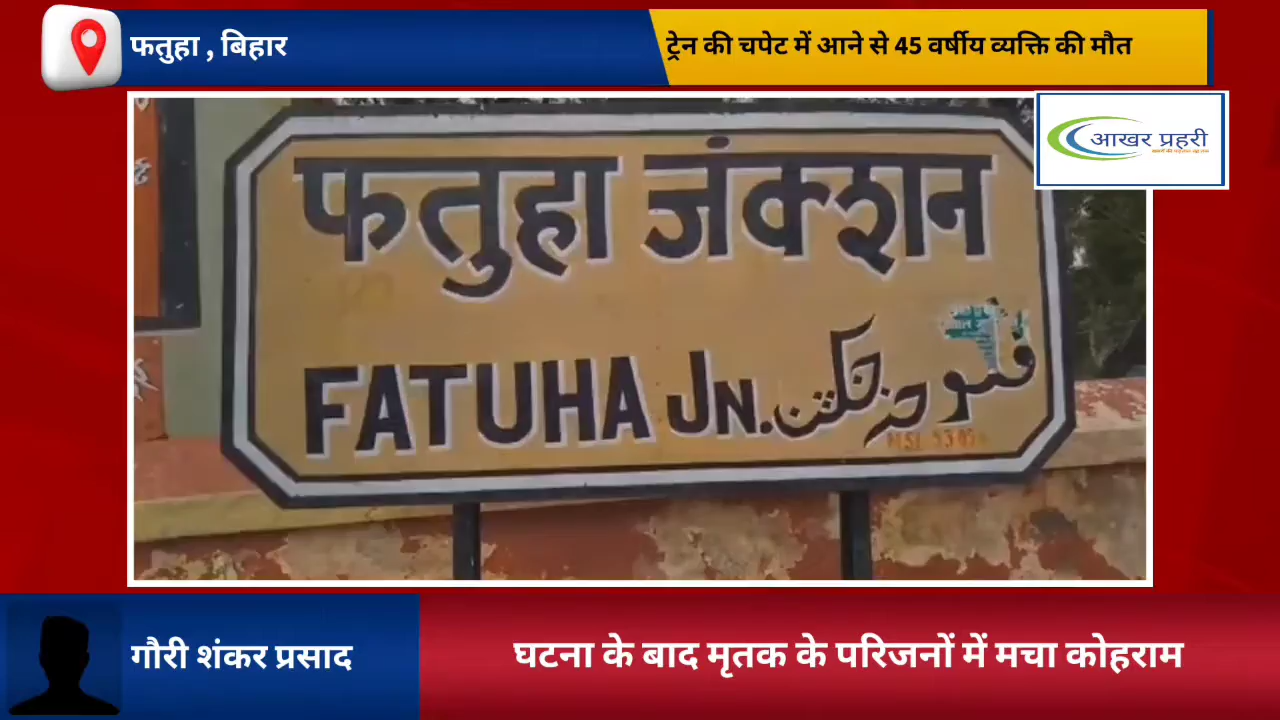 फतुहा , बिहार
ट्रेन की चपेट में आने से 45 वर्षीय व्यक्ति की मौत
आखर प्रहरी
फतुहा जंक्शन
FATUHA JN.
गौरी शंकर प्रसाद
घटना के बाद मृतक के परिजनों में मचा कोहराम